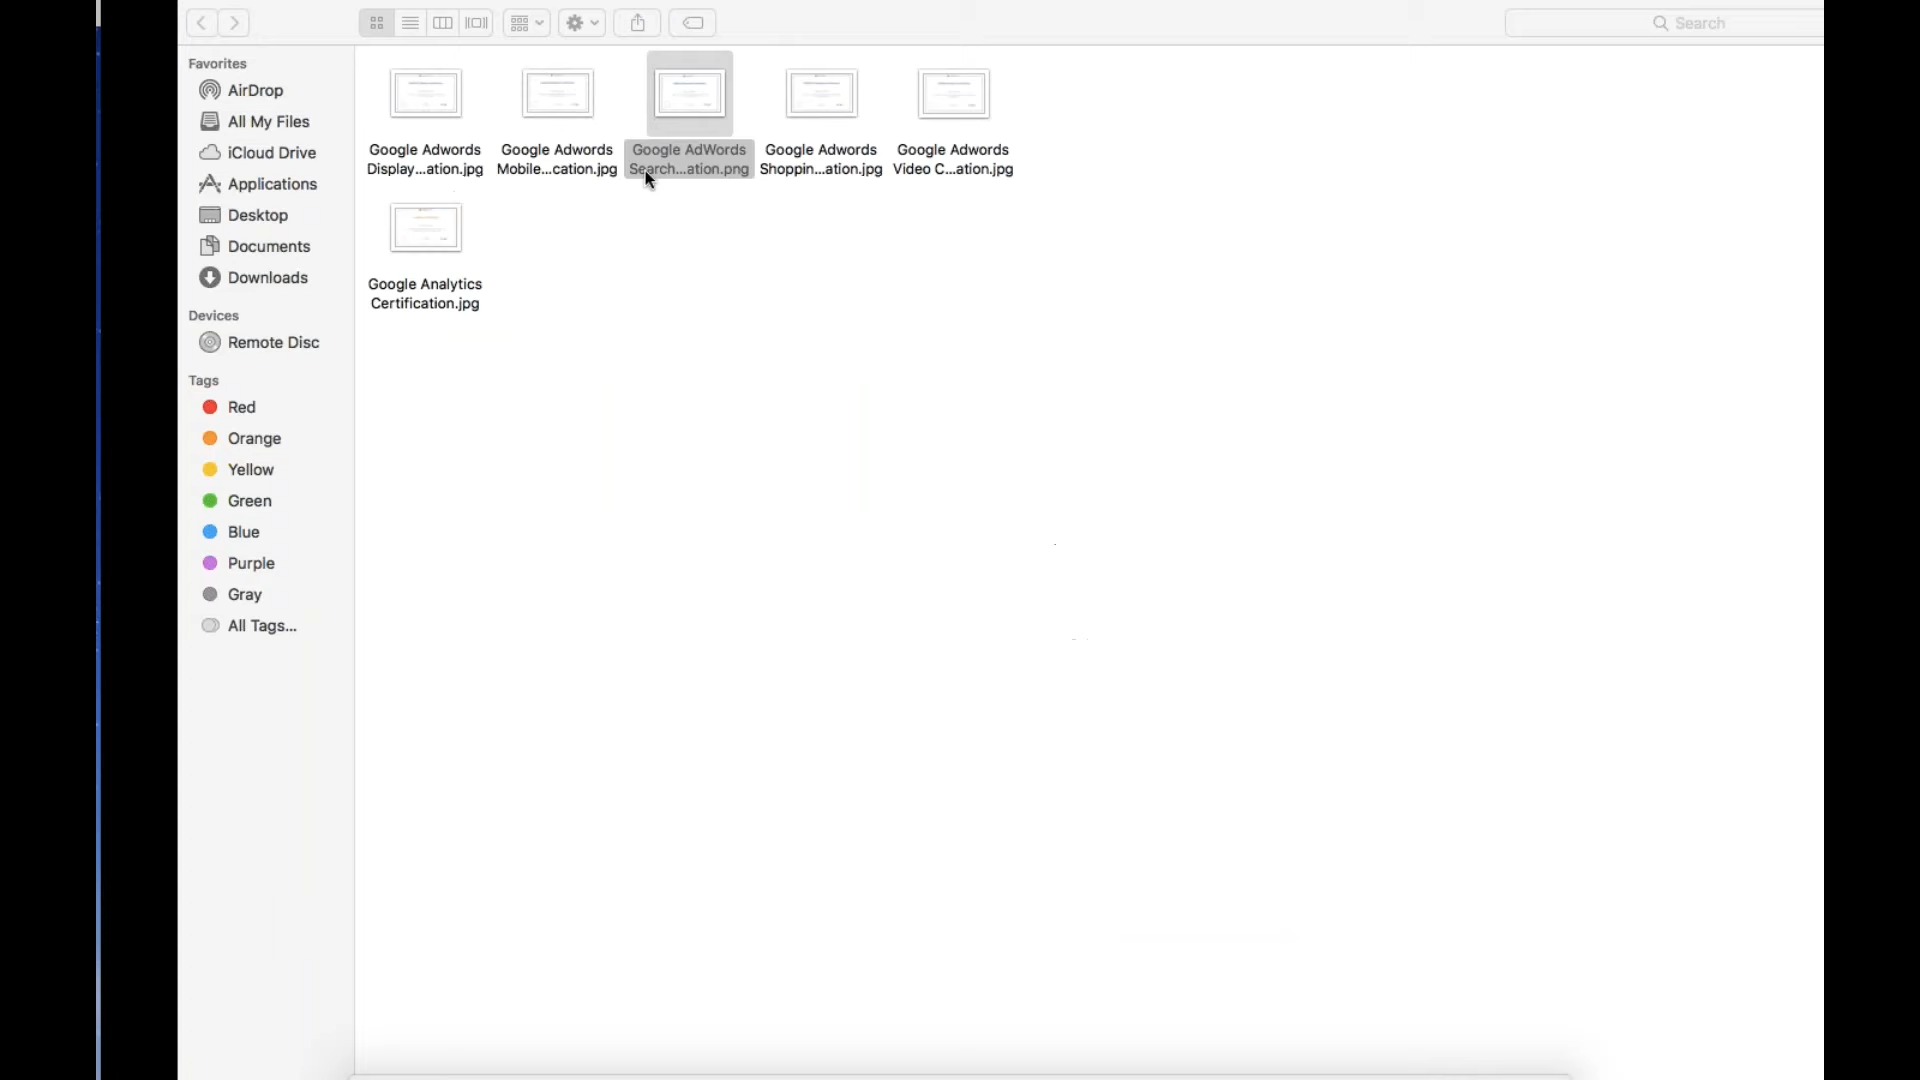 Search
Favorites
AirDrop
All My Files
iCloud Drive
Applications
Desktop
Documents
Downloads
Devices
Remote Disc
Tags
Red
Orange
Yellow
Green
Blue
Purple
Gray
All Tags...
Google Adwords
Display...ation.jpg
Google Adwords
Mobile...cation.jpg
Google AdWords
Search...ation.png
Google Adwords
Shoppin...ation.jpg
Google Adwords
Video C...ation.jpg
Google Analytics
Certification.jpg